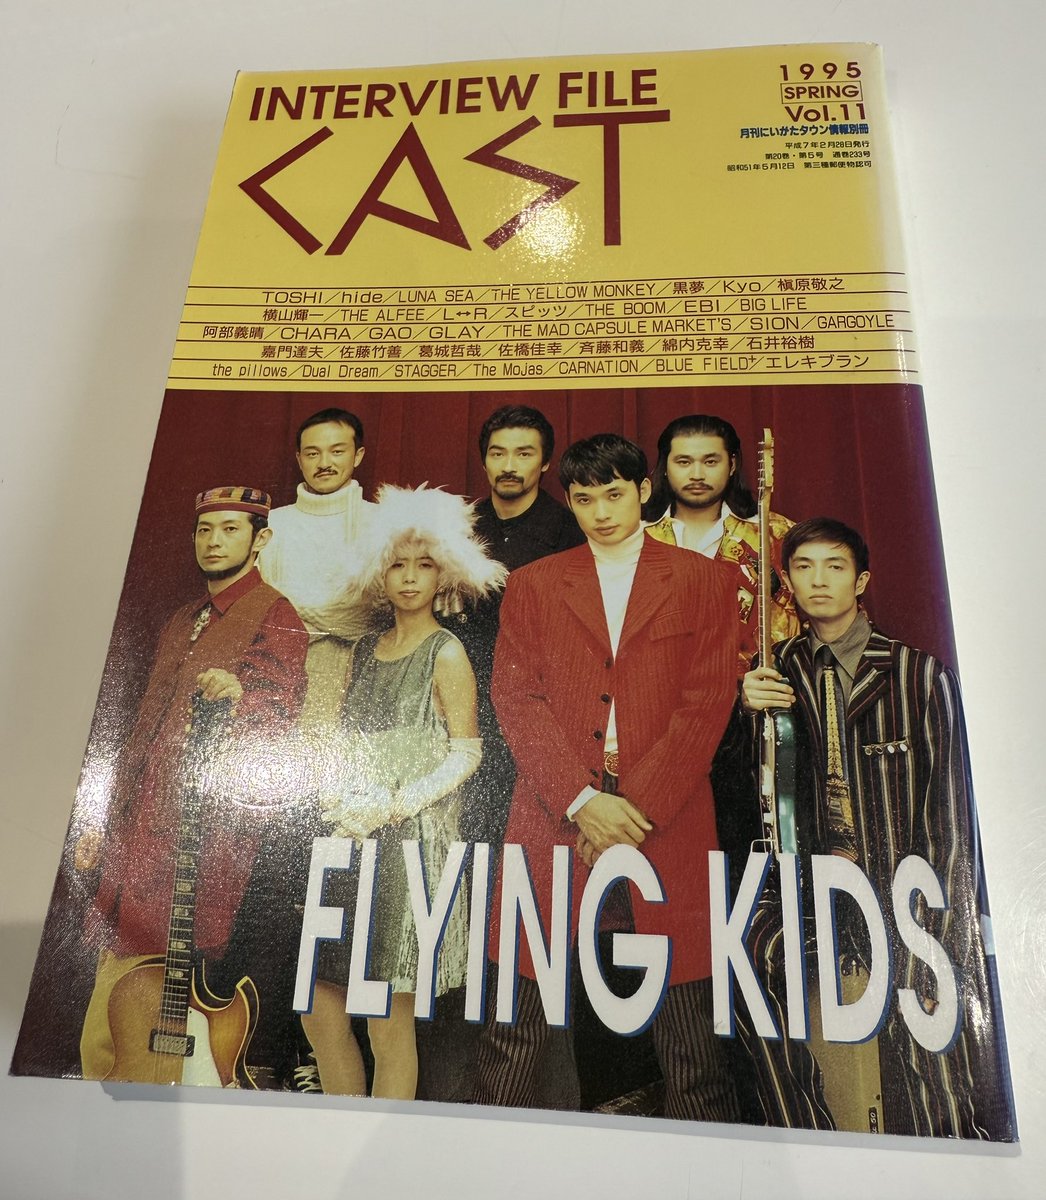 INTERVIEW FILE
CAST
1995
SPRING
Vol.11
月刊にいがたタウン情報別冊
平成7年2月28日発行
第20巻・第5号 通巻233号
昭和51年5月12日 第三種郵便物認可
TOSHI/hide/LUNA SEA/THE YELLOW MONKEY/黒夢/Kyo/槇原敬之
横山輝一/THE ALFEE/L↔R/スピッツ/THE BOOM/EBI/BIG LIFE
阿部義晴/CHARA/GAO/GLAY/THE MAD CAPSULE MARKET'S/SION/GARGOYLE
嘉門達夫/佐藤竹善/葛城哲哉/佐橋佳幸/斉藤和義/綿内克幸/石井裕樹
the pillows/Dual Dream/STAGGER/The Mojas/CARNATION/BLUE FIELD+/エレキブラン
FLYING KIDS